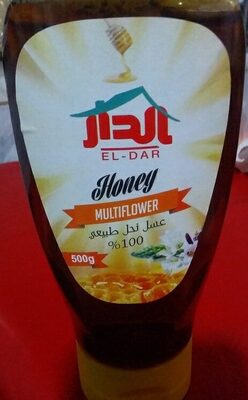 الدار
EL-DAR
Honey
MULTIFLOWER
عسل نحل طبيعي
%100
500g